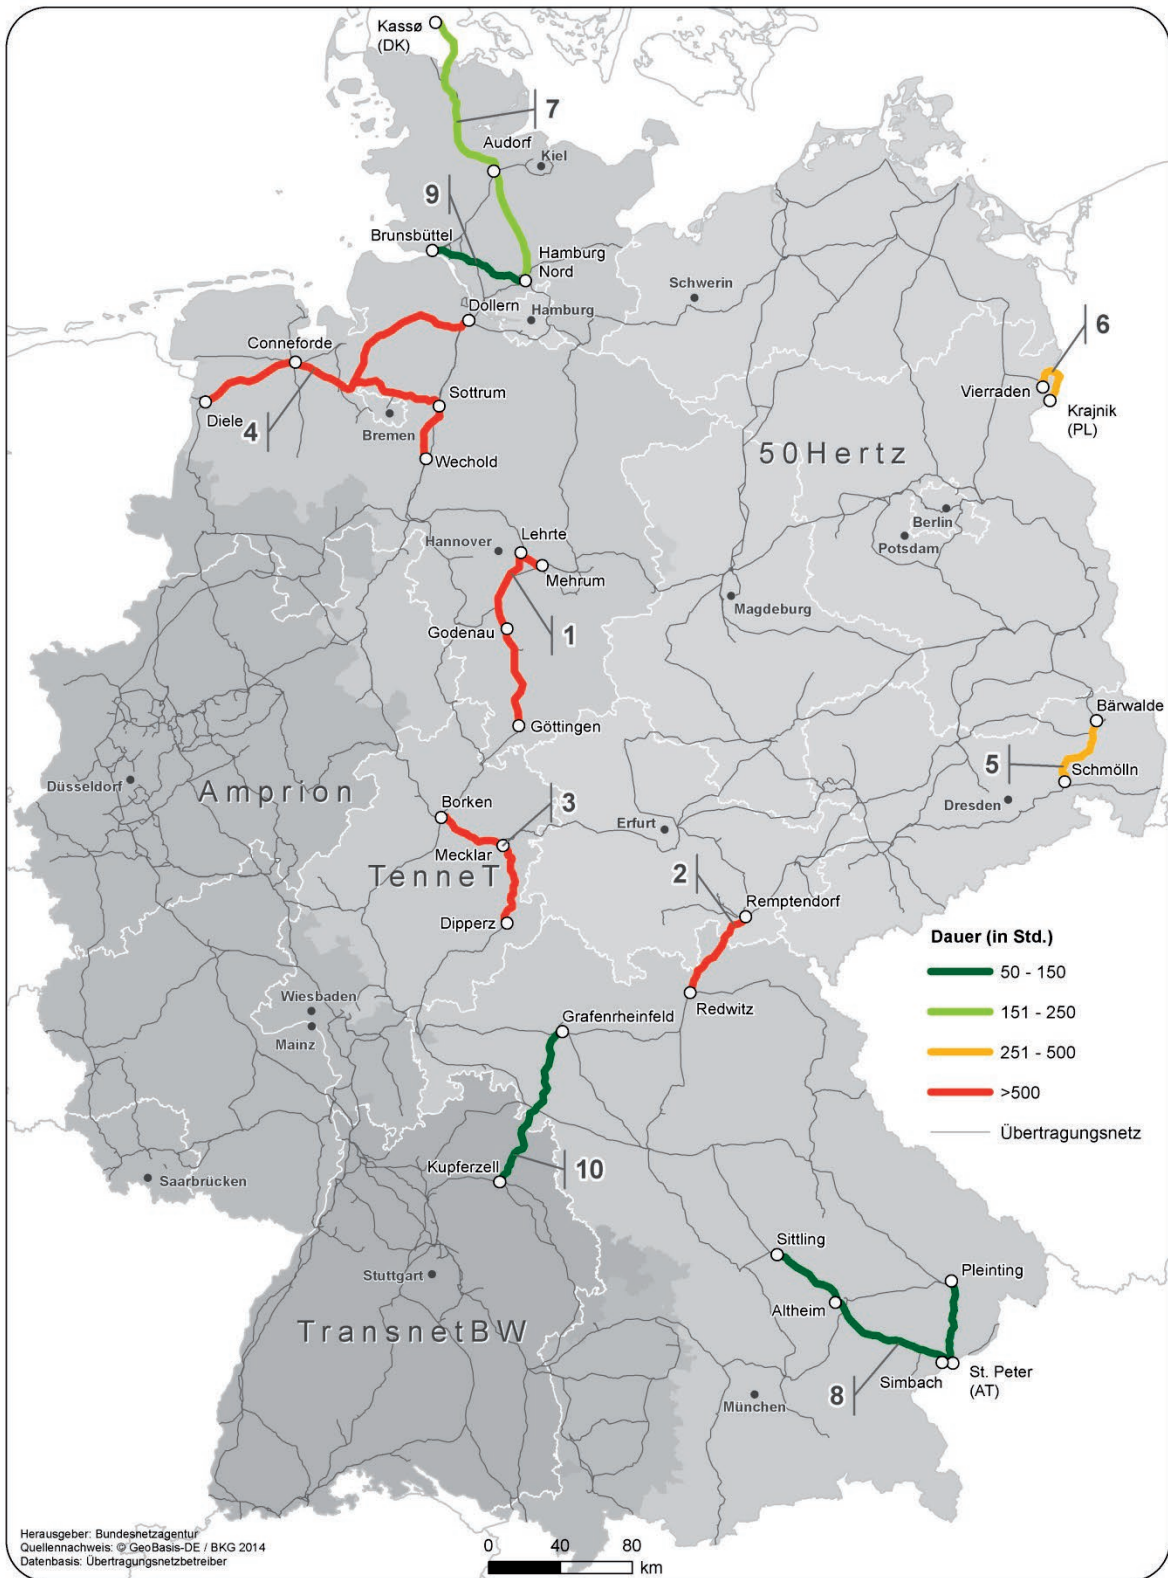 Kassø
(DK)
7
Audorf
Kiel
9
Brunsbüttel
Hamburg
Nord
Schwerin
Dollern
Hamburg
6
Conneforde
Vierraden
Sottrum
Krajnik
(PL)
Diele
4
Bremen
50Hertz
Wechold
Berlin
Lehrte
Hannover
Potsdam
Mehrum
Magdeburg
Godenau
1
Bärwalde
Göttingen
5
Schmölln
Düsseldorf
Amprion
Borken
3
Dresden
Erfurt
Mecklar
TenneT
2
Remptendorf
Dipperz
Dauer (in Std.)
50 - 150
151 - 250
251 - 500
>500
Übertragungsnetz
Wiesbaden
Redwitz
Grafenrheinfeld
Mainz
Kupferzell
10
Saarbrücken
Sittling
Pleinting
Stuttgart
Altheim
TransnetBW
Simbach
St. Peter
(AT)
8
München
Herausgeber: Bundesnetzagentur
Quellennachweis: © GeoBasis-DE / BKG 2014
Datenbasis: Übertragungsnetzbetreiber
0 40 80
km